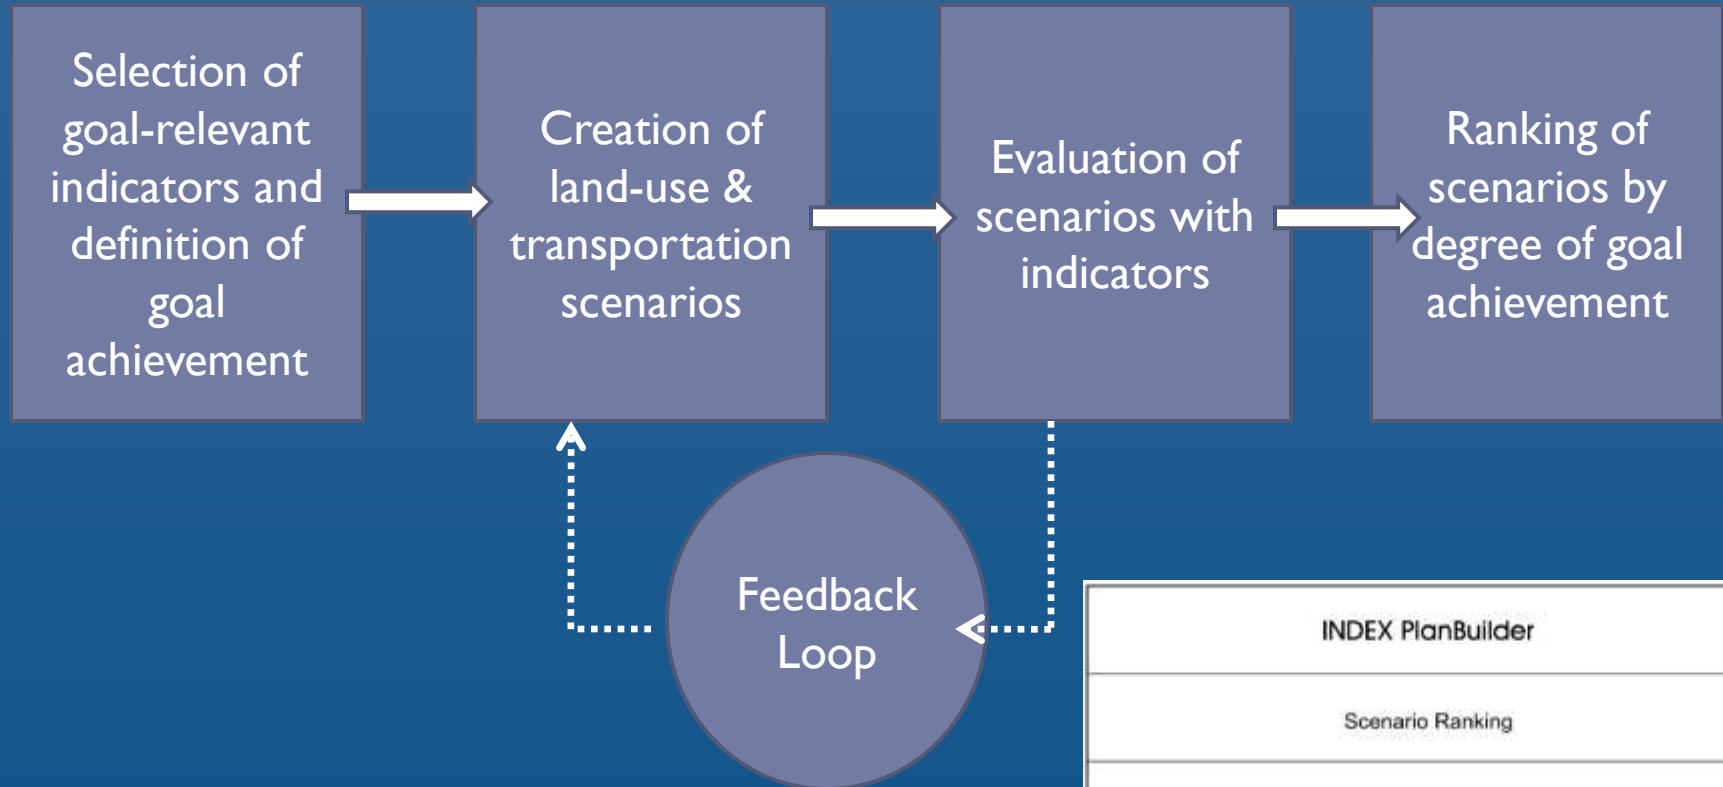 Selection of
goal-relevant
indicators and
definition of
goal
achievement
Creation of
land-use &
transportation
scenarios
Evaluation of
scenarios with
indicators
Ranking of
scenarios by
degree of goal
achievement
Feedback
Loop
INDEX PlanBuilder
Scenario Ranking